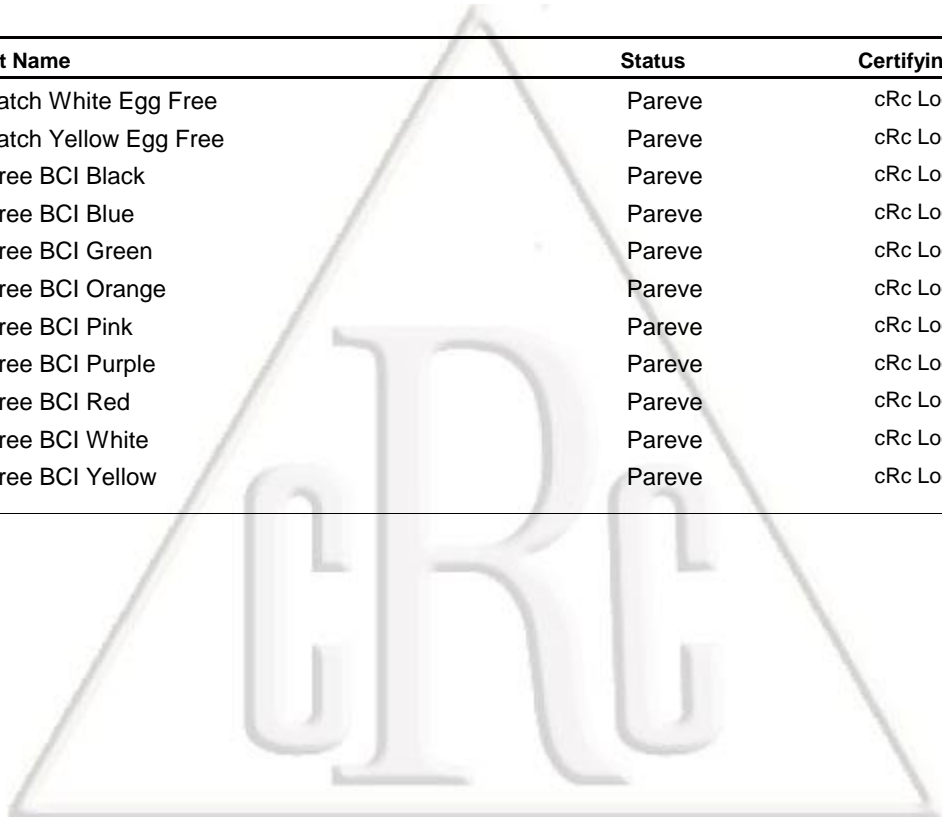 t Name Status Certifyin
atch White Egg Free Pareve cRc Lo
atch Yellow Egg Free Pareve cRc Lo
ree BCI Black Pareve cRc Lo
ree BCI Blue Pareve cRc Lo
ree BCI Green Pareve cRc Lo
ree BCI Orange Pareve cRc Lo
ree BCI Pink Pareve cRc Lo
ree BCI Purple Pareve cRc Lo
ree BCI Red Pareve cRc Lo
ree BCI White Pareve cRc Lo
ree BCI Yellow Pareve cRc Lo
cRc